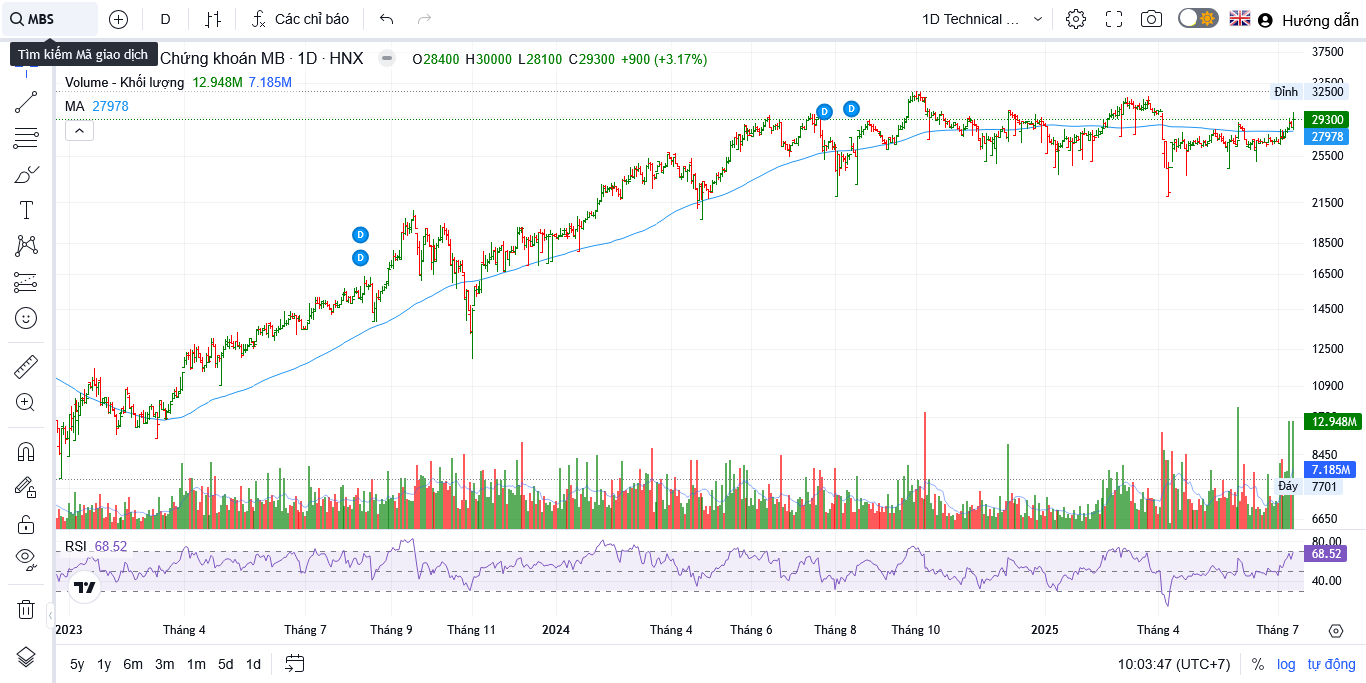 MBS
D
Các chỉ báo
1D Technical ...
Hướng dẫn
Tìm kiếm Mã giao dịch
Chứng khoán MB · 1D · HNX
O28400 H30000 L28100 C29300 +900 (+3.17%)
Volume - Khối lượng 12.948M 7.185M
MA 27978
37500
32500
Đỉnh 32500
29300
27978
25500
21500
18500
16500
14500
12500
10900
12.948M
8450
7.185M
Đáy 7701
6650
D
D
D
D
RSI 68.52
80.00
68.52
40.00
2023 Tháng 4 Tháng 7 Tháng 9 Tháng 11 2024 Tháng 4 Tháng 6 Tháng 8 Tháng 10 2025 Tháng 4 Tháng 7
5y 1y 6m 3m 1m 5d 1d
10:03:47 (UTC+7) % log tự động